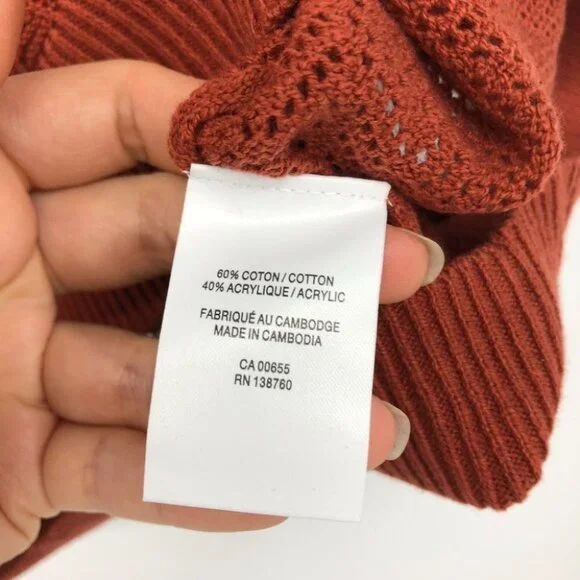 60% COTON / COTTON
40% ACRYLIQUE / ACRYLIC
FABRIQUÉ AU CAMBODGE
MADE IN CAMBODIA
CA 00655
RN 138760